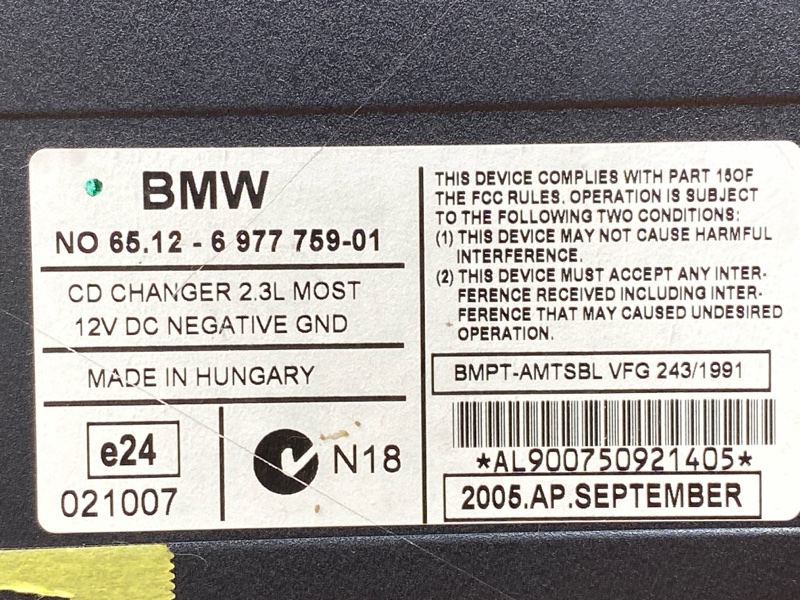 BMW
NO 65.12 - 6 977 759-01
CD CHANGER 2.3L MOST
12V DC NEGATIVE GND
MADE IN HUNGARY
e24
021007
N18
THIS DEVICE COMPLIES WITH PART 15OF
THE FCC RULES. OPERATION IS SUBJECT
TO THE FOLLOWING TWO CONDITIONS:
(1) THIS DEVICE MAY NOT CAUSE HARMFUL
INTERFERENCE.
(2) THIS DEVICE MUST ACCEPT ANY INTER-
FERENCE RECEIVED INCLUDING INTER-
FERENCE THAT MAY CAUSED UNDESIRED
OPERATION.
BMPT-AMTSBL VFG 243/1991
*AL900750921405*
2005.AP.SEPTEMBER